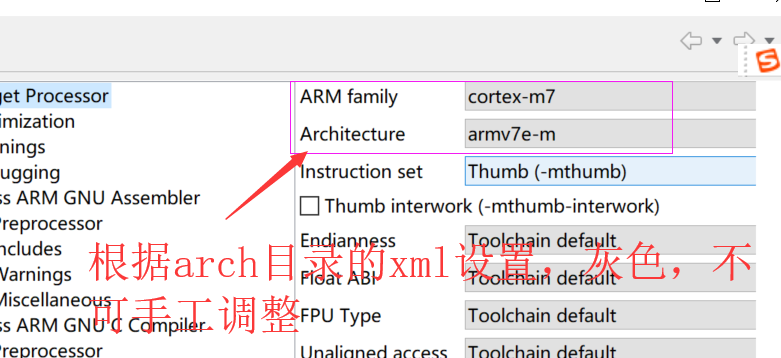 get Processor
imization
nings
ugging
ss ARM GNU Assembler
Preprocessor
ncludes
Warnings
Miscellaneous
ss ARM GNU C Compiler
Preprocessor
ARM family cortex-m7
Architecture armv7e-m
Instruction set Thumb (-mthumb)
Thumb interwork (-mthumb-interwork)
Endianness Toolchain default
Float ABI Toolchain default
FPU Type Toolchain default
Unaligned access Toolchain default
根据arch目录的xml设置，灰色，不
可手工调整
S